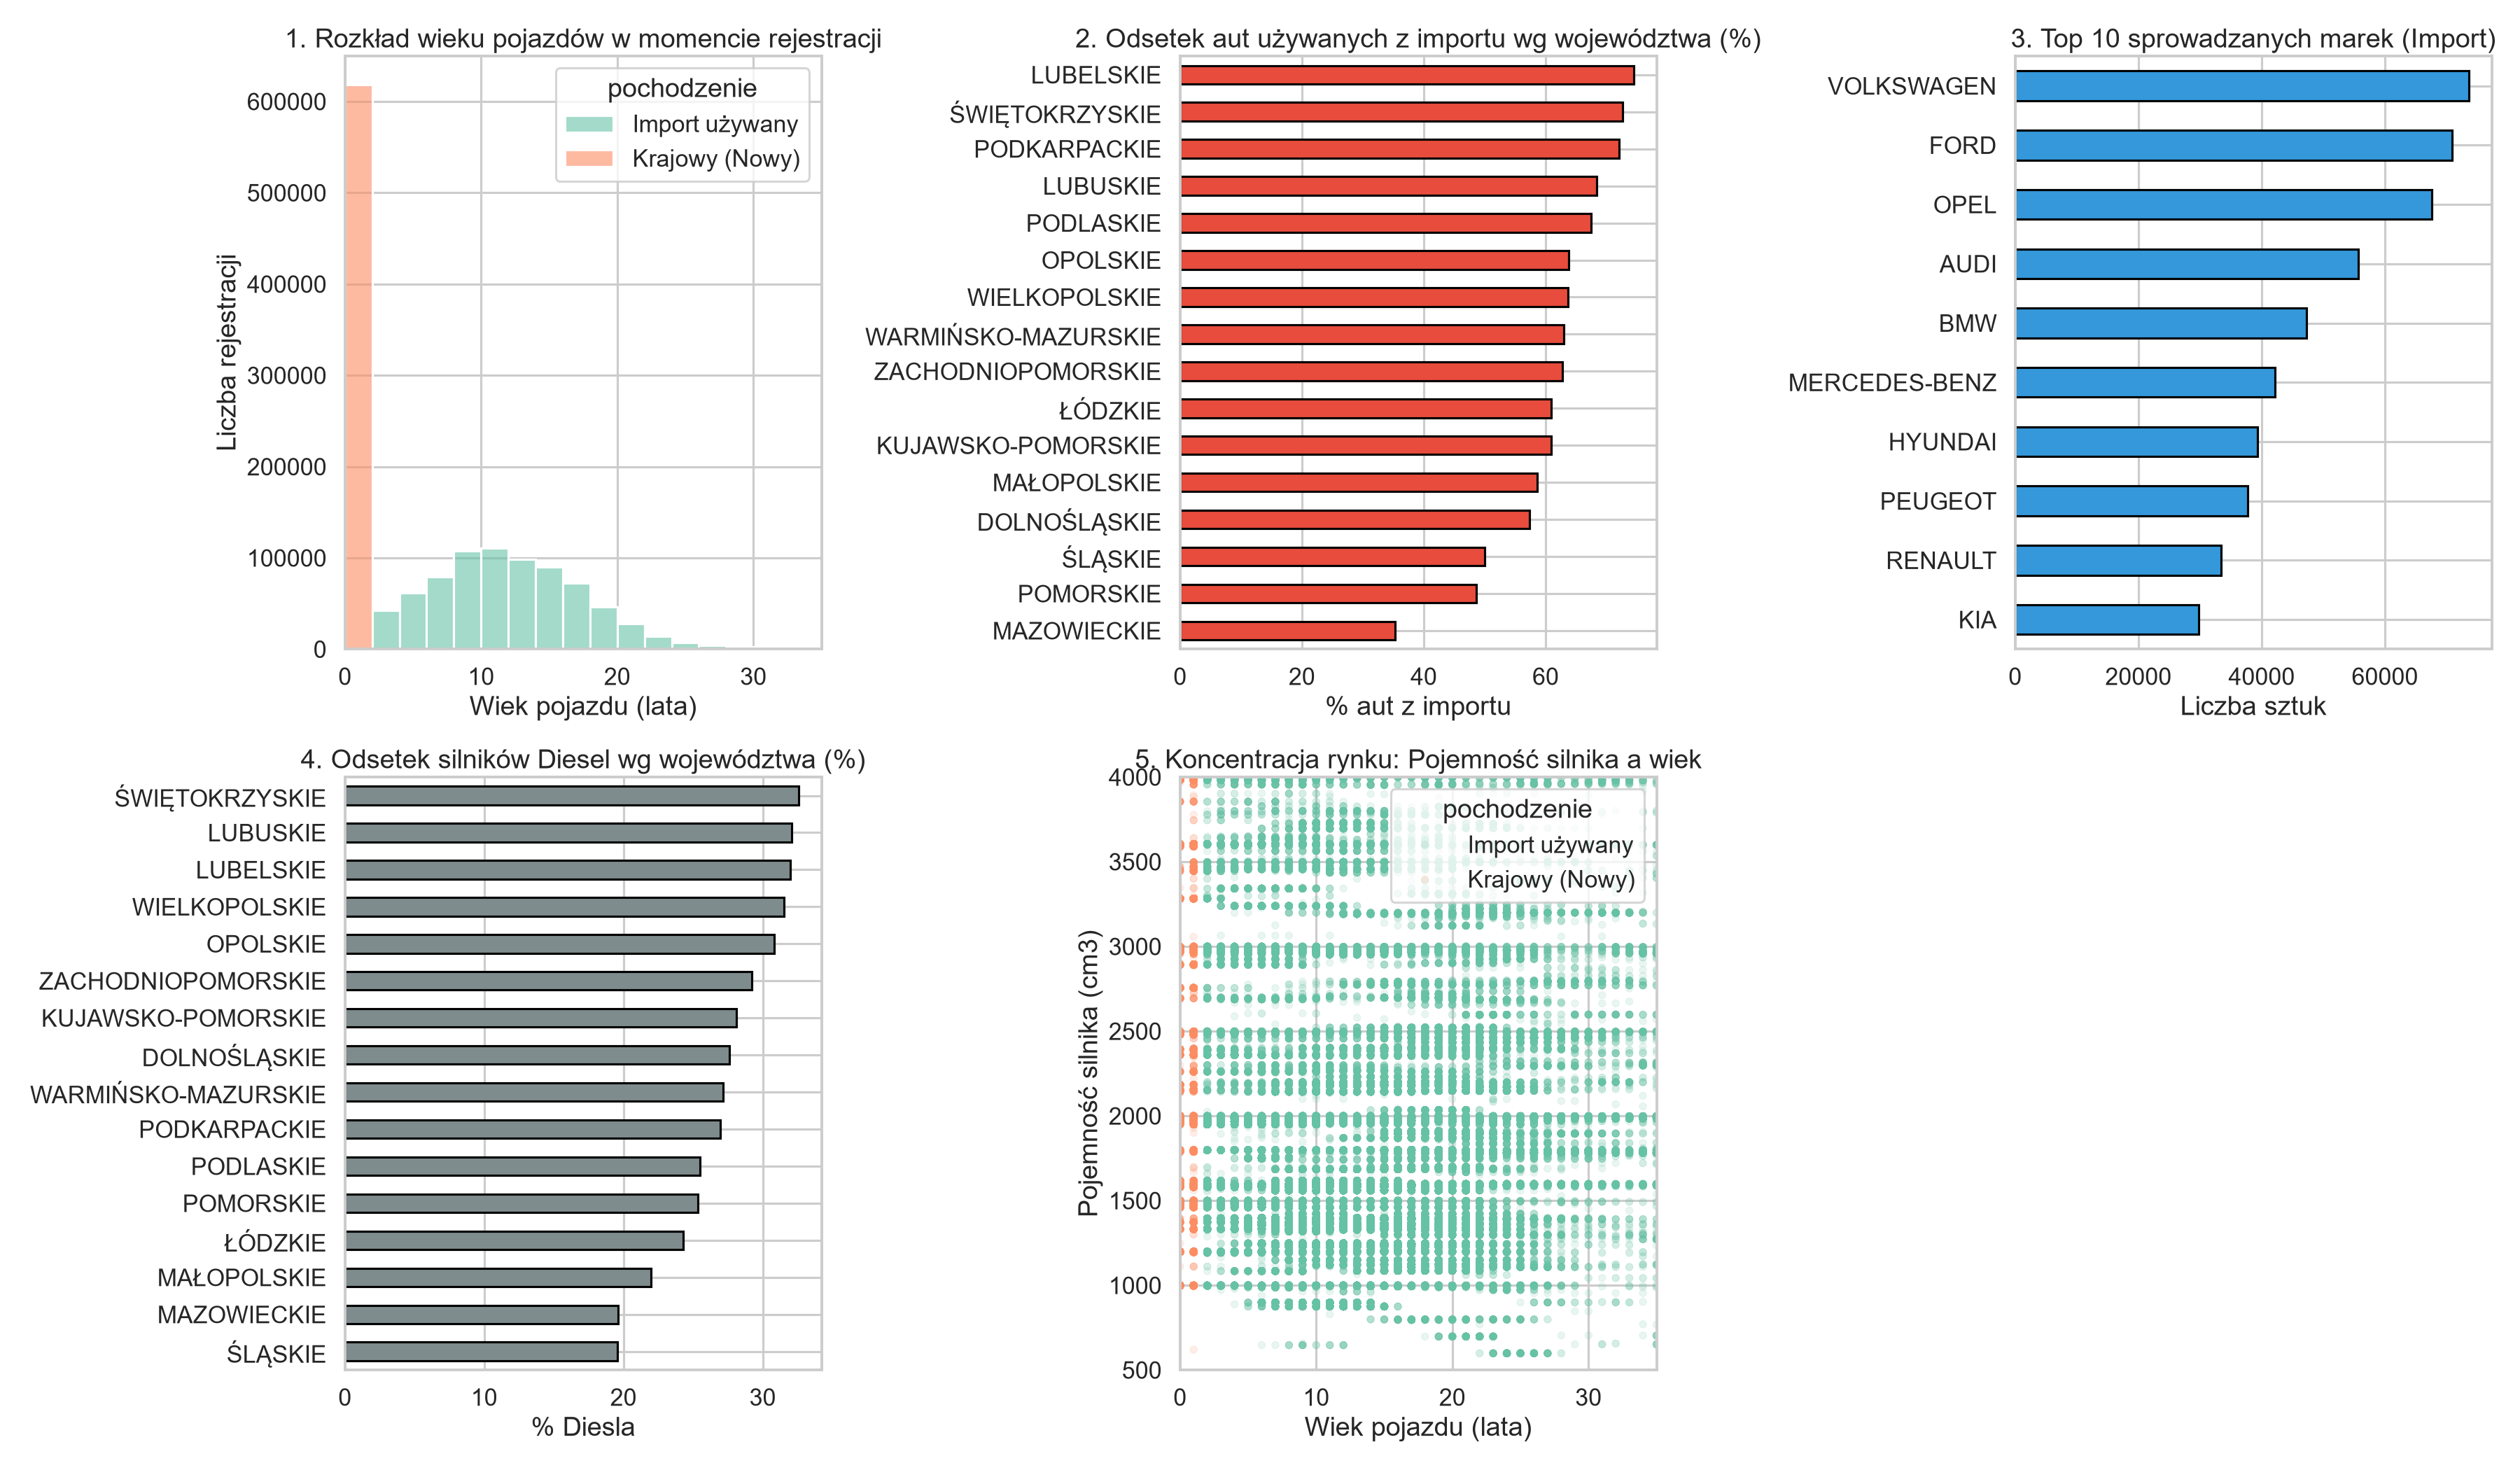 1. Rozkład wieku pojazdów w momencie rejestracji
pochodzenie
Import używany
Krajowy (Nowy)
Liczba rejestracji
600000
500000
400000
300000
200000
100000
0
0 10 20 30
Wiek pojazdu (lata)
2. Odsetek aut używanych z importu wg województwa (%)
LUBELSKIE
ŚWIĘTOKRZYSKIE
PODKARPACKIE
LUBUSKIE
PODLASKIE
OPOLSKIE
WIELKOPOLSKIE
WARMIŃSKO-MAZURSKIE
ZACHODNIOPOMORSKIE
ŁÓDZKIE
KUJAWSKO-POMORSKIE
MAŁOPOLSKIE
DOLNOŚLĄSKIE
ŚLĄSKIE
POMORSKIE
MAZOWIECKIE
0 20 40 60
% aut z importu
3. Top 10 sprowadzanych marek (Import)
VOLKSWAGEN
FORD
OPEL
AUDI
BMW
MERCEDES-BENZ
HYUNDAI
PEUGEOT
RENAULT
KIA
0 20000 40000 60000
Liczba sztuk
4. Odsetek silników Diesel wg województwa (%)
ŚWIĘTOKRZYSKIE
LUBUSKIE
LUBELSKIE
WIELKOPOLSKIE
OPOLSKIE
ZACHODNIOPOMORSKIE
KUJAWSKO-POMORSKIE
DOLNOŚLĄSKIE
WARMIŃSKO-MAZURSKIE
PODKARPACKIE
PODLASKIE
POMORSKIE
ŁÓDZKIE
MAŁOPOLSKIE
MAZOWIECKIE
ŚLĄSKIE
0 10 20 30
% Diesla
5. Koncentracja rynku: Pojemność silnika a wiek
pochodzenie
Import używany
Krajowy (Nowy)
Pojemność silnika (cm3)
4000
3500
3000
2500
2000
1500
1000
500
0 10 20 30
Wiek pojazdu (lata)